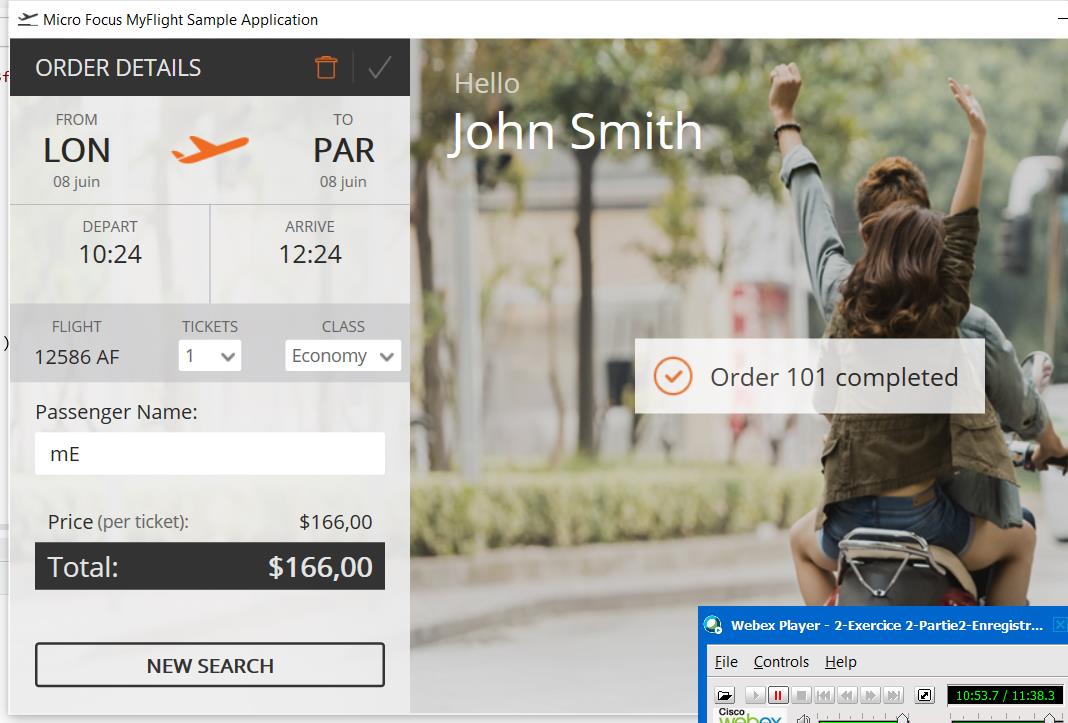 Micro Focus MyFlight Sample Application
ORDER DETAILS
FROM
TO
LON
PAR
08 juin
08 juin
DEPART
ARRIVE
10:24
12:24
FLIGHT
TICKETS
CLASS
12586 AF
1
Economy
Passenger Name:
mE
Price (per ticket):
$166,00
Total:
$166,00
NEW SEARCH
Hello
John Smith
Order 101 completed
Webex Player - 2-Exercice 2-Partie2-Enregistr...
File Controls Help
10:53.7 / 11:38.3
Cisco
webex
sf
)